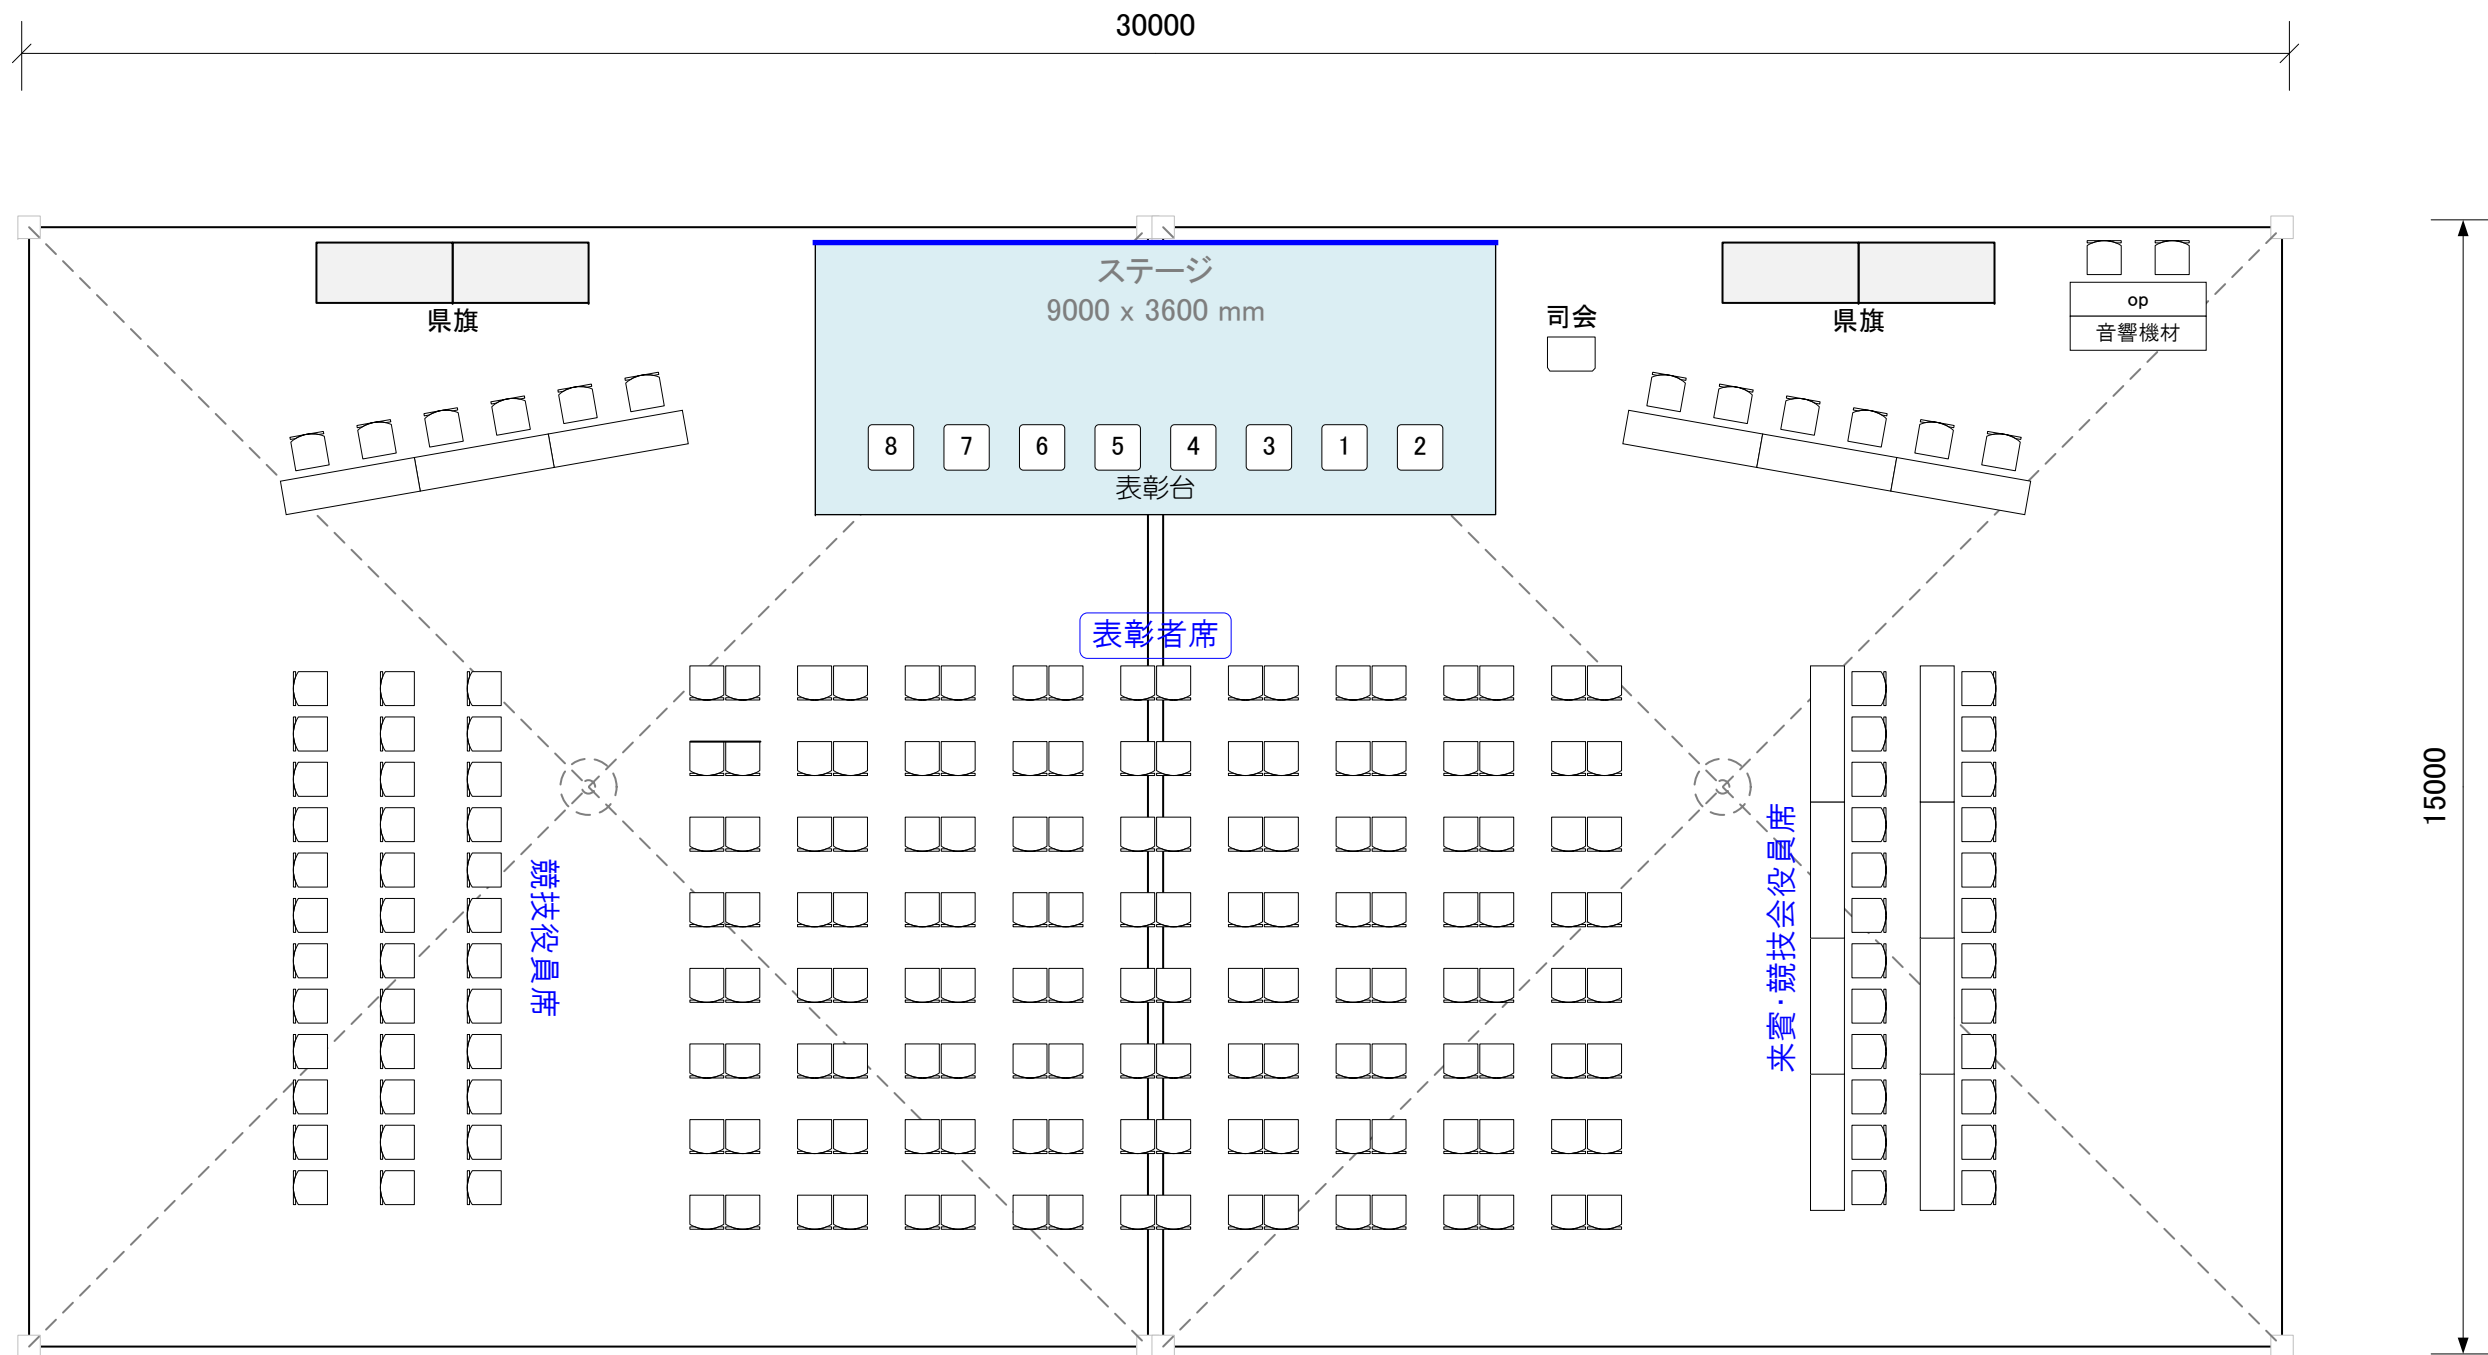 30000
ステージ
9000 x 3600 mm
県旗
司会
県旗
op
音響機材
8 7 6 5 4 3 1 2
表彰台
表彰者席
競技役員席
来賓・競技会役員席
15000